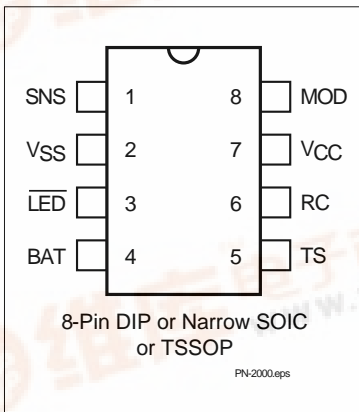 SNS 1 8 MOD
VSS 2 7 VCC
LED 3 6 RC
BAT 4 5 TS
8-Pin DIP or Narrow SOIC
or TSSOP
PN-2000.eps